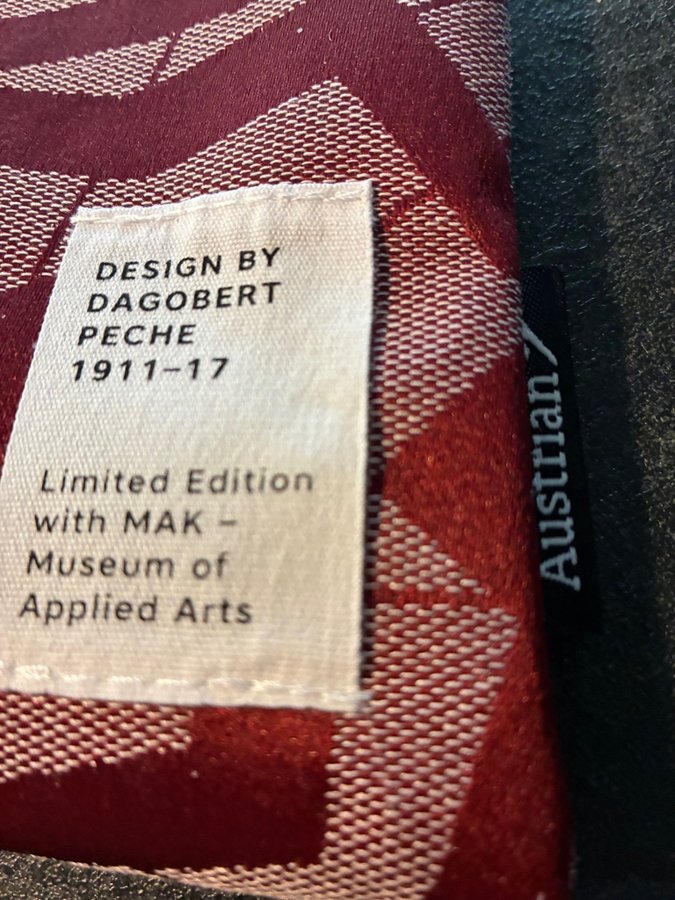 DESIGN BY
DAGOBERT
PECHE
1911–17
Limited Edition
with MAK –
Museum of
Applied Arts
Austrian